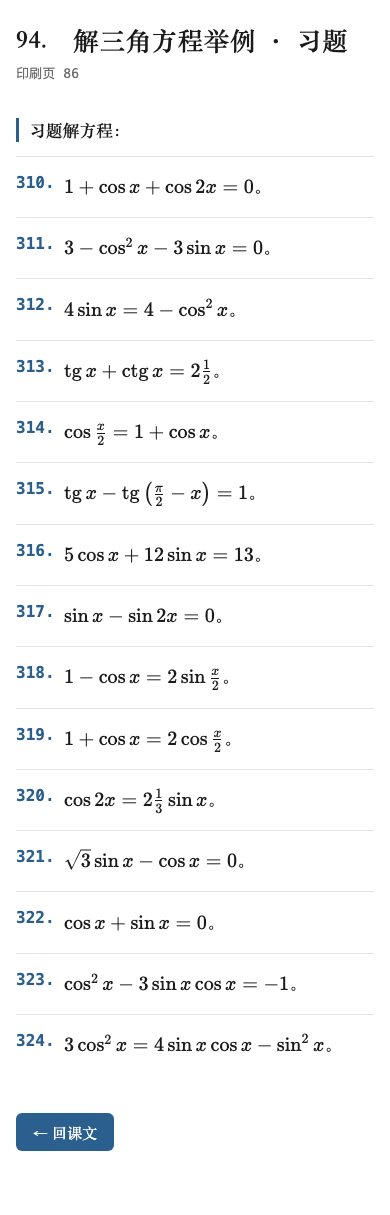 94. 解三角方程举例 · 习题
印刷页 86
习题解方程：
310. 1 + cos x + cos 2x = 0。
311. 3 − cos² x − 3 sin x = 0。
312. 4 sin x = 4 − cos² x。
313. tg x + ctg x = 2 1/2。
314. cos x/2 = 1 + cos x。
315. tg x − tg (π/2 − x) = 1。
316. 5 cos x + 12 sin x = 13。
317. sin x − sin 2x = 0。
318. 1 − cos x = 2 sin x/2。
319. 1 + cos x = 2 cos x/2。
320. cos 2x = 2 1/3 sin x。
321. √3 sin x − cos x = 0。
322. cos x + sin x = 0。
323. cos² x − 3 sin x cos x = −1。
324. 3 cos² x = 4 sin x cos x − sin² x。
← 回课文